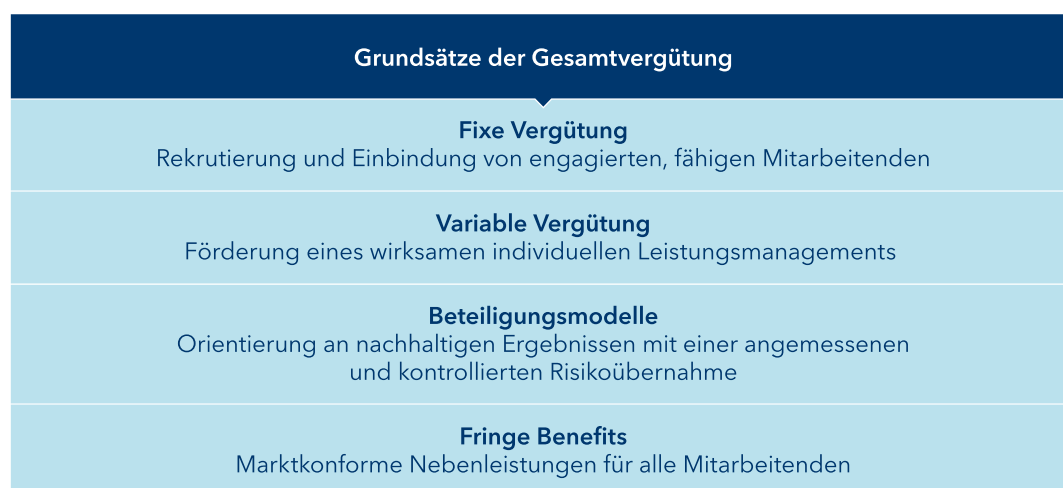 Grundsätze der Gesamtvergütung
Fixe Vergütung
Rekrutierung und Einbindung von engagierten, fähigen Mitarbeitenden
Variable Vergütung
Förderung eines wirksamen individuellen Leistungsmanagements
Beteiligungsmodelle
Orientierung an nachhaltigen Ergebnissen mit einer angemessenen
und kontrollierten Risikoübernahme
Fringe Benefits
Marktkonforme Nebenleistungen für alle Mitarbeitenden